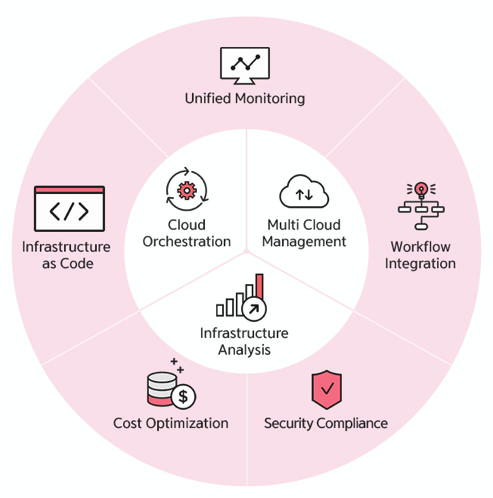 Unified Monitoring
Cloud
Orchestration
Multi Cloud
Management
Infrastructure
as Code
Workflow
Integration
Infrastructure
Analysis
$
Cost Optimization
Security Compliance